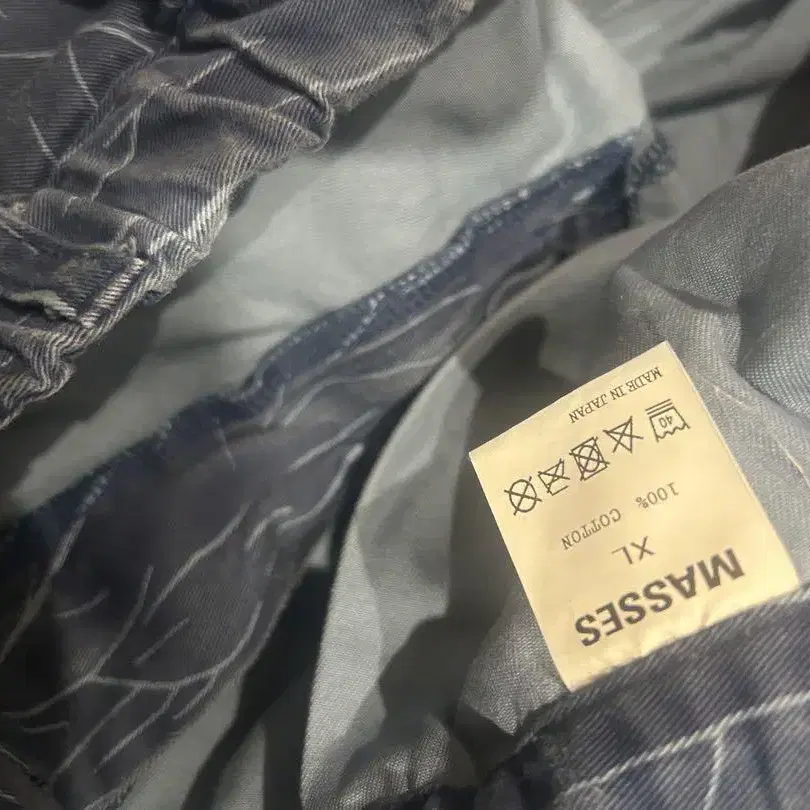 MASSES
XL
100% COTTON
40
MADE IN JAPAN